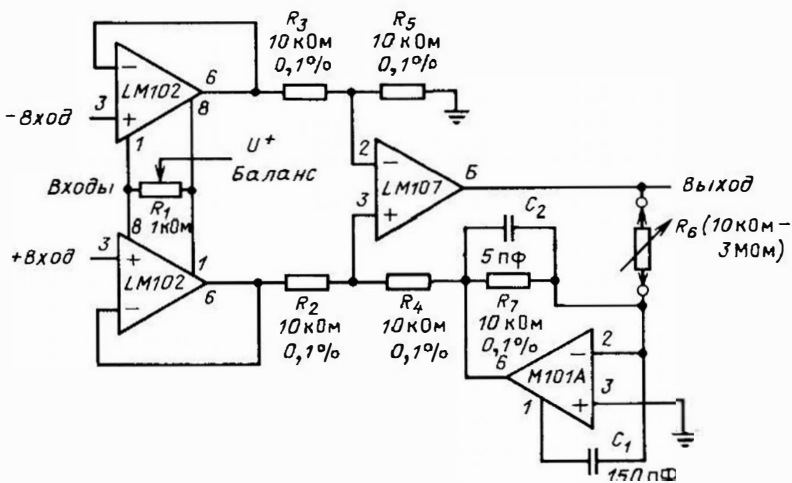 R3
10 кОм
0,1%
R5
10 кОм
0,1%
−
LM102
+
6
8
3
1
−Вход
U+
Баланс
Входы
R1
1кОм
8
1
3
+Вход
+
LM102
−
6
2
−
LM107
3
+
Б
Выход
C2
5 пф
R6 (10 кОм −
3 МОм)
R2
10 кОм
0,1%
R4
10 кОм
0,1%
R7
10 кОм
0,1%
6
M101A
−
2
+
3
1
C1
150 пФ